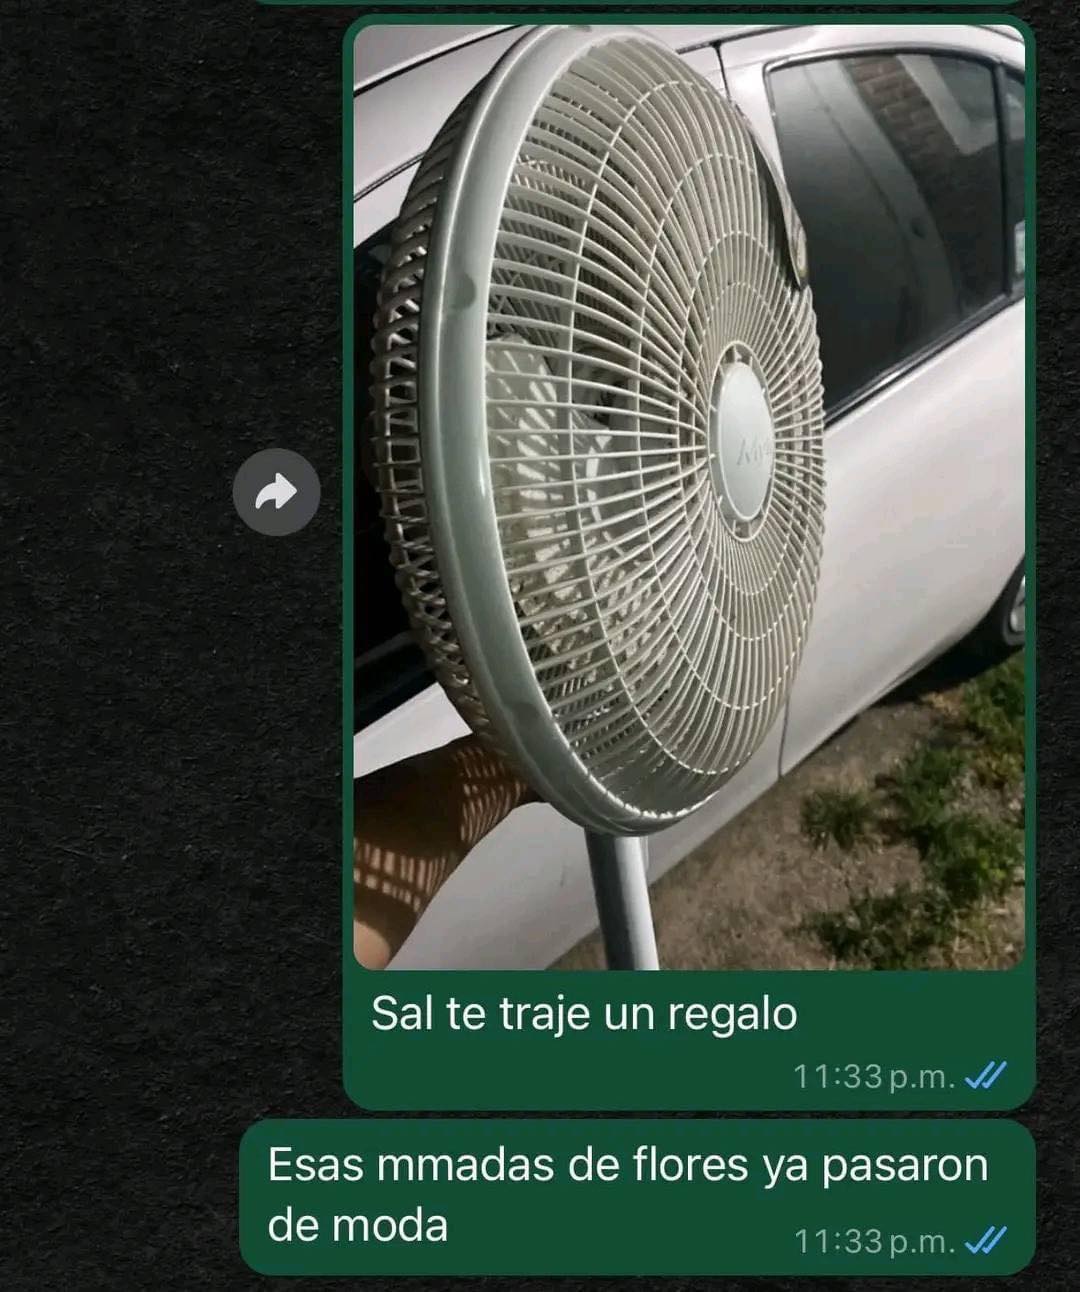 Sal te traje un regalo
11:33 p.m.
Esas mmadas de flores ya pasaron
de moda
11:33 p.m.